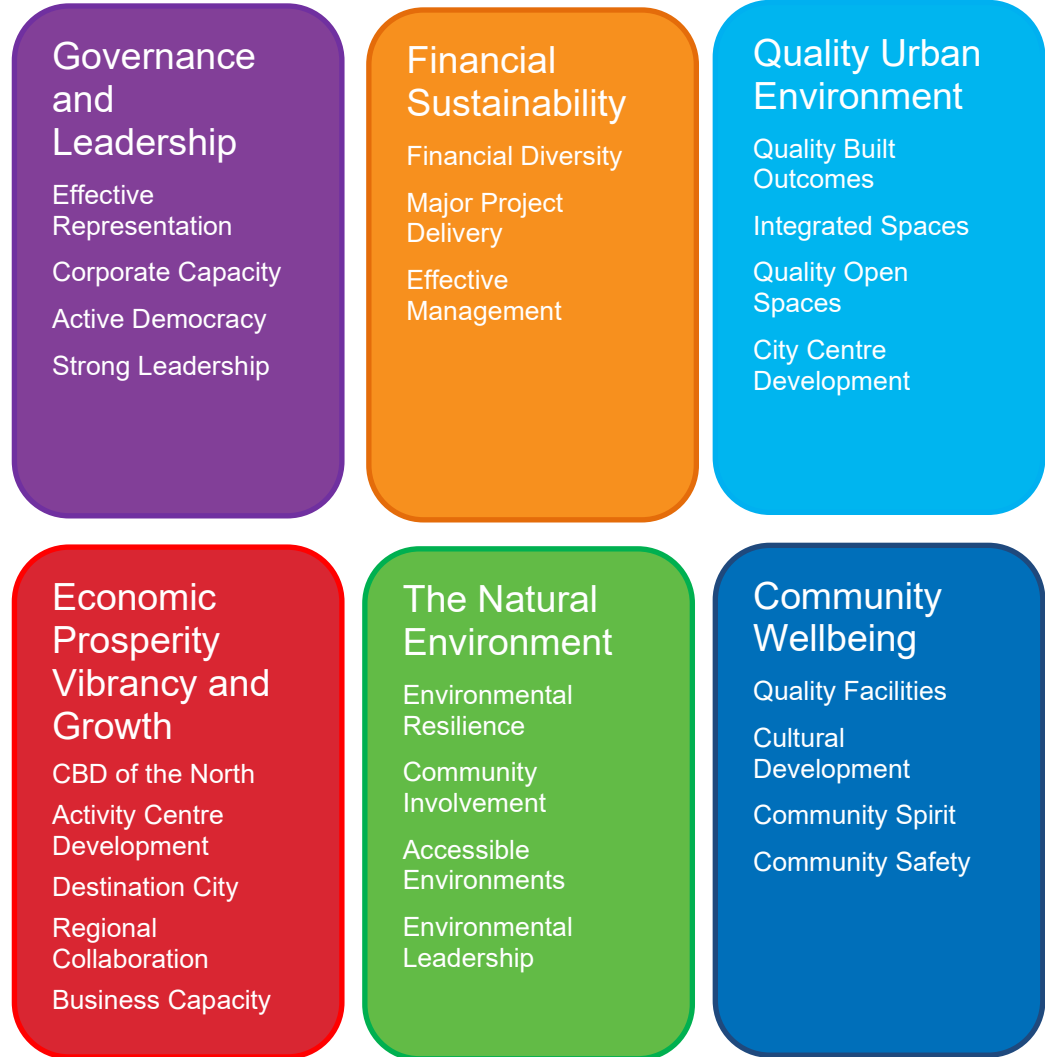 Governance
and
Leadership
Effective
Representation
Corporate Capacity
Active Democracy
Strong Leadership
Financial
Sustainability
Financial Diversity
Major Project
Delivery
Effective
Management
Quality Urban
Environment
Quality Built
Outcomes
Integrated Spaces
Quality Open
Spaces
City Centre
Development
Economic
Prosperity
Vibrancy and
Growth
CBD of the North
Activity Centre
Development
Destination City
Regional
Collaboration
Business Capacity
The Natural
Environment
Environmental
Resilience
Community
Involvement
Accessible
Environments
Environmental
Leadership
Community
Wellbeing
Quality Facilities
Cultural
Development
Community Spirit
Community Safety